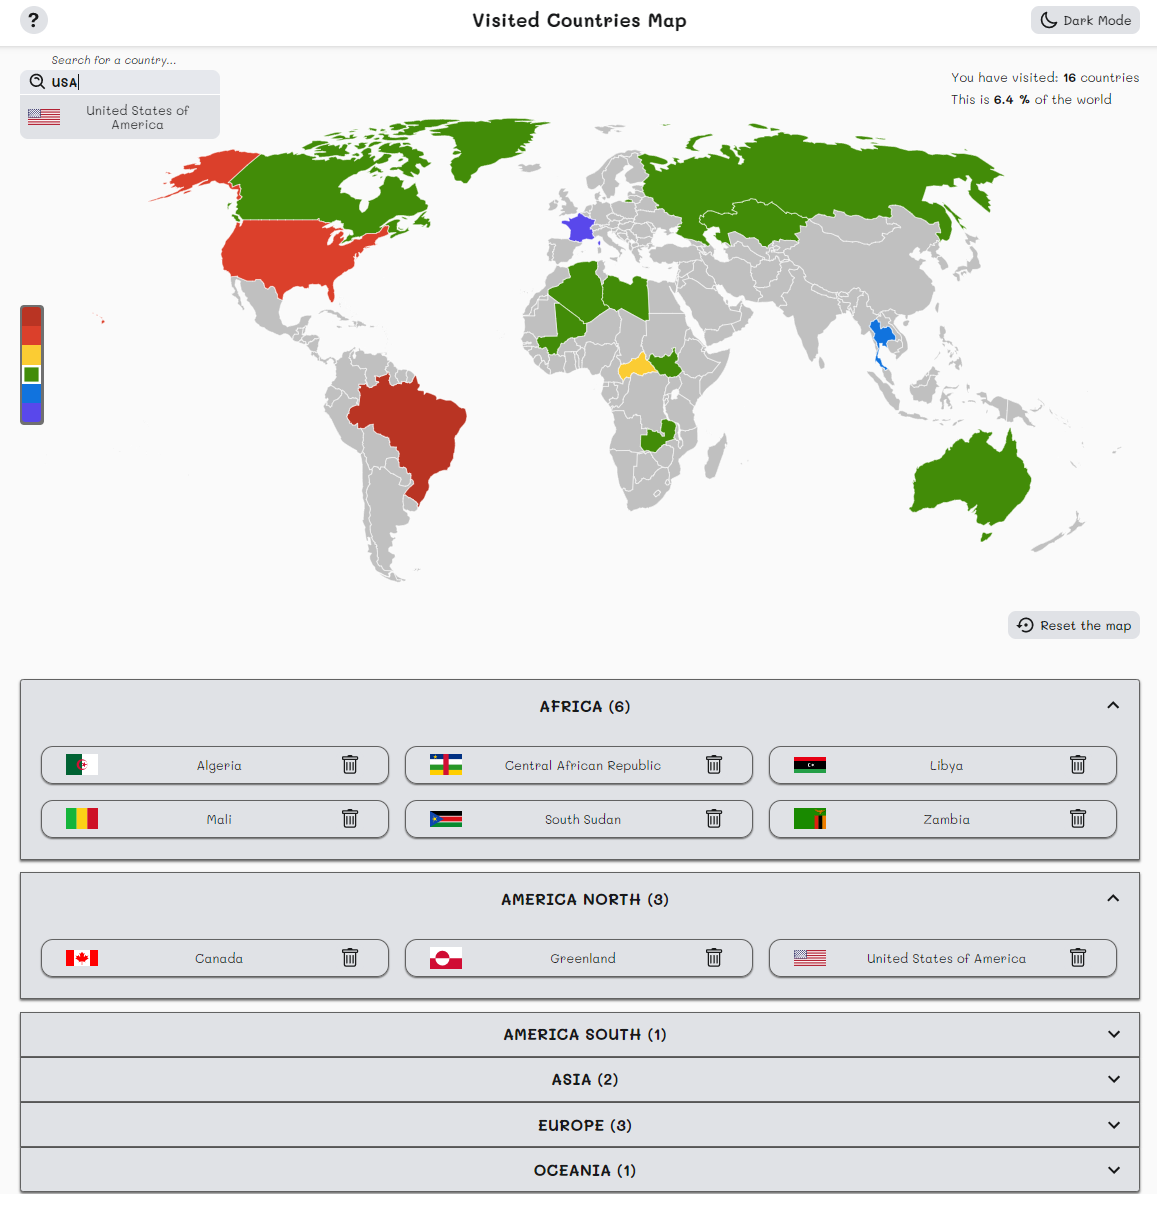 ?
Visited Countries Map
Dark Mode
Search for a country...
USA
United States of
America
You have visited: 16 countries
This is 6.4 % of the world
Reset the map
AFRICA (6)
Algeria
Central African Republic
Libya
Mali
South Sudan
Zambia
AMERICA NORTH (3)
Canada
Greenland
United States of America
AMERICA SOUTH (1)
ASIA (2)
EUROPE (3)
OCEANIA (1)